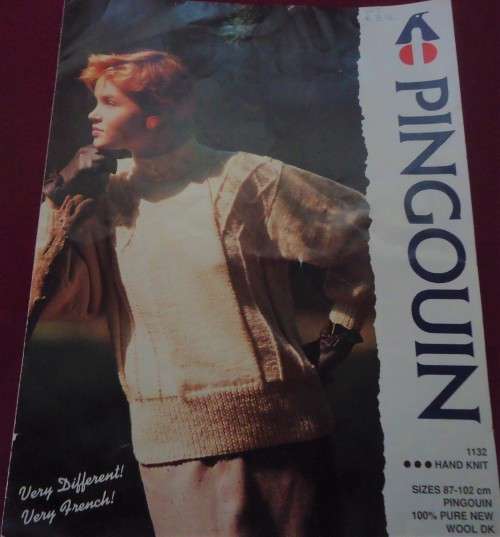 PINGOUIN
1132
HAND KNIT
SIZES 87-102 cm
PINGOUIN
100% PURE NEW
WOOL DK
Very Different!
Very French!